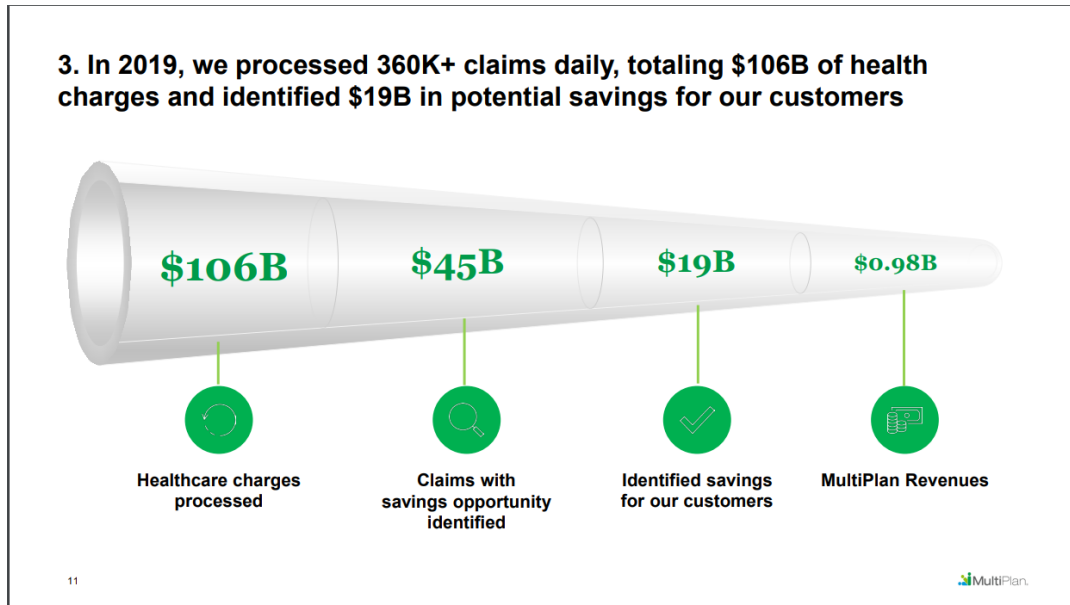 3. In 2019, we processed 360K+ claims daily, totaling $106B of health
charges and identified $19B in potential savings for our customers
$106B
$45B
$19B
$0.98B
Healthcare charges
processed
Claims with
savings opportunity
identified
Identified savings
for our customers
MultiPlan Revenues
11
MultiPlan.